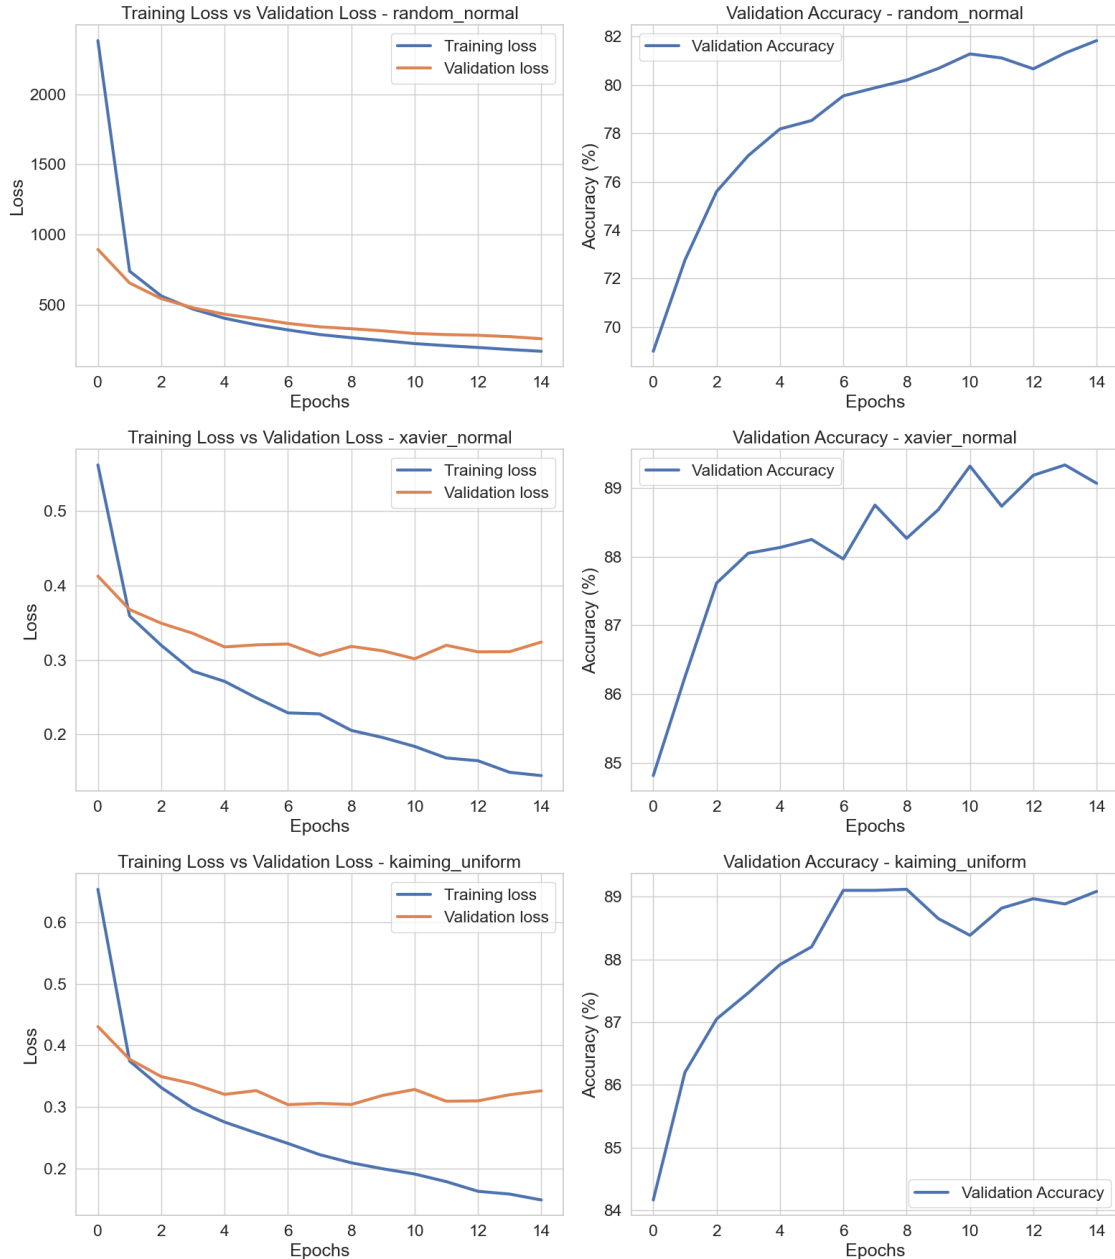 Training Loss vs Validation Loss - random_normal
Training loss
Validation loss
2000
1500
1000
500
Loss
0 2 4 6 8 10 12 14
Epochs
Validation Accuracy - random_normal
Validation Accuracy
82
80
78
76
74
72
70
Accuracy (%)
0 2 4 6 8 10 12 14
Epochs
Training Loss vs Validation Loss - xavier_normal
Training loss
Validation loss
0.5
0.4
0.3
0.2
Loss
0 2 4 6 8 10 12 14
Epochs
Validation Accuracy - xavier_normal
Validation Accuracy
89
88
87
86
85
Accuracy (%)
0 2 4 6 8 10 12 14
Epochs
Training Loss vs Validation Loss - kaiming_uniform
Training loss
Validation loss
0.6
0.5
0.4
0.3
0.2
Loss
0 2 4 6 8 10 12 14
Epochs
Validation Accuracy - kaiming_uniform
89
88
87
86
85
84
Accuracy (%)
Validation Accuracy
0 2 4 6 8 10 12 14
Epochs